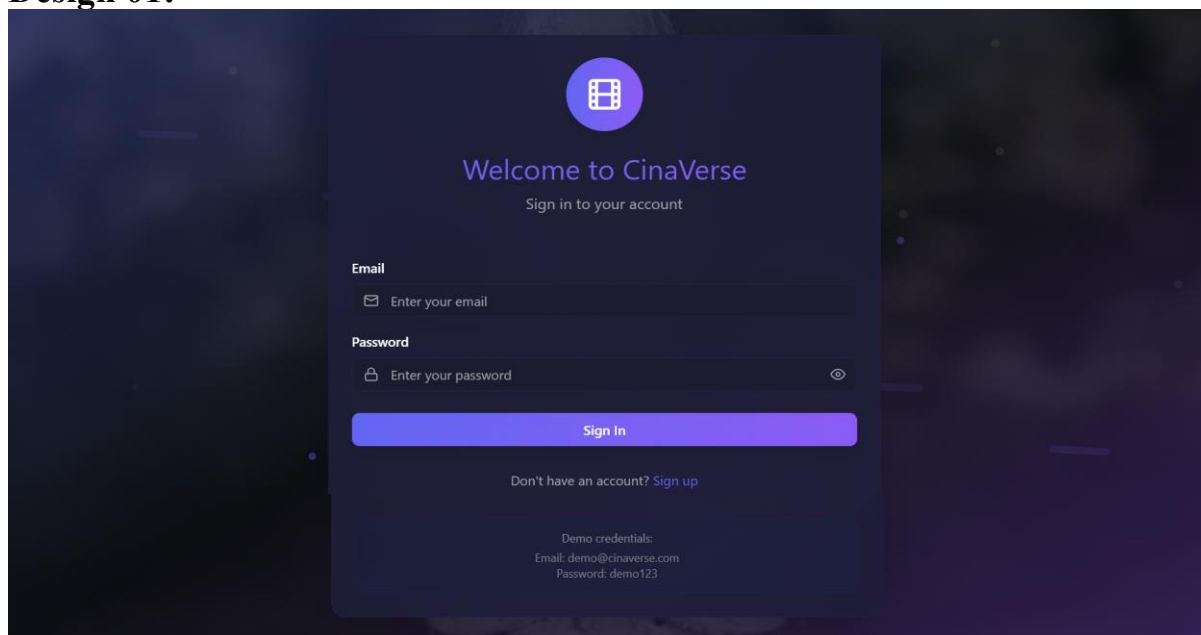 Design 01:
Welcome to CinaVerse
Sign in to your account
Email
Enter your email
Password
Enter your password
Sign In
Don't have an account? Sign up
Demo credentials:
Email: demo@cinaverse.com
Password: demo123